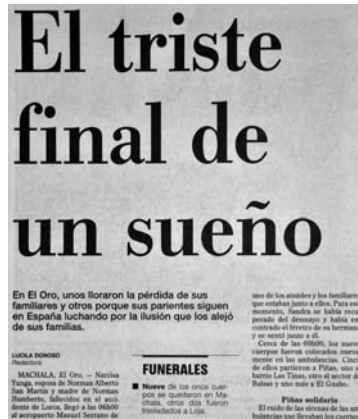 El triste
final de
un sueño
En El Oro, unos lloraron la pérdida de sus
familiares y otros porque sus parientes siguen
en España luchando por la ilusión que los alejó
de sus familias.
LUCILA DONOSO
Redactora
MACHALA, El Oro, — Narcisa
Yunga, esposa de Norman Alberto
San Martín y madre de Norman
Humberto, fallecidos en el acci-
dente de Lorca, llegó a las 06h00
al aeropuerto Manuel Serrano de
FUNERALES
Nueve de los once cuer-
pos se quedaron en Ma-
chala, otros dos fueron
trasladados a Loja.
uno de los ataúdes y los familiares
que estaban junto a ellos. Para ese
momento, Sandra se había recu-
perado del desmayo y había en-
contrado el féretro de su hermano
y se sentó junto a él.
Cerca de las 09h00, los nueve
cuerpos fueron colocados nueva-
mente en las ambulancias. Cinco
de ellos partieron a Piñas, uno al
barrio Las Tinas, otro al sector de
Balsas y uno más a El Guabo.
Piñas solidaria
El ruido de las sirenas de las am-
bulancias que llevaban los cuerpos